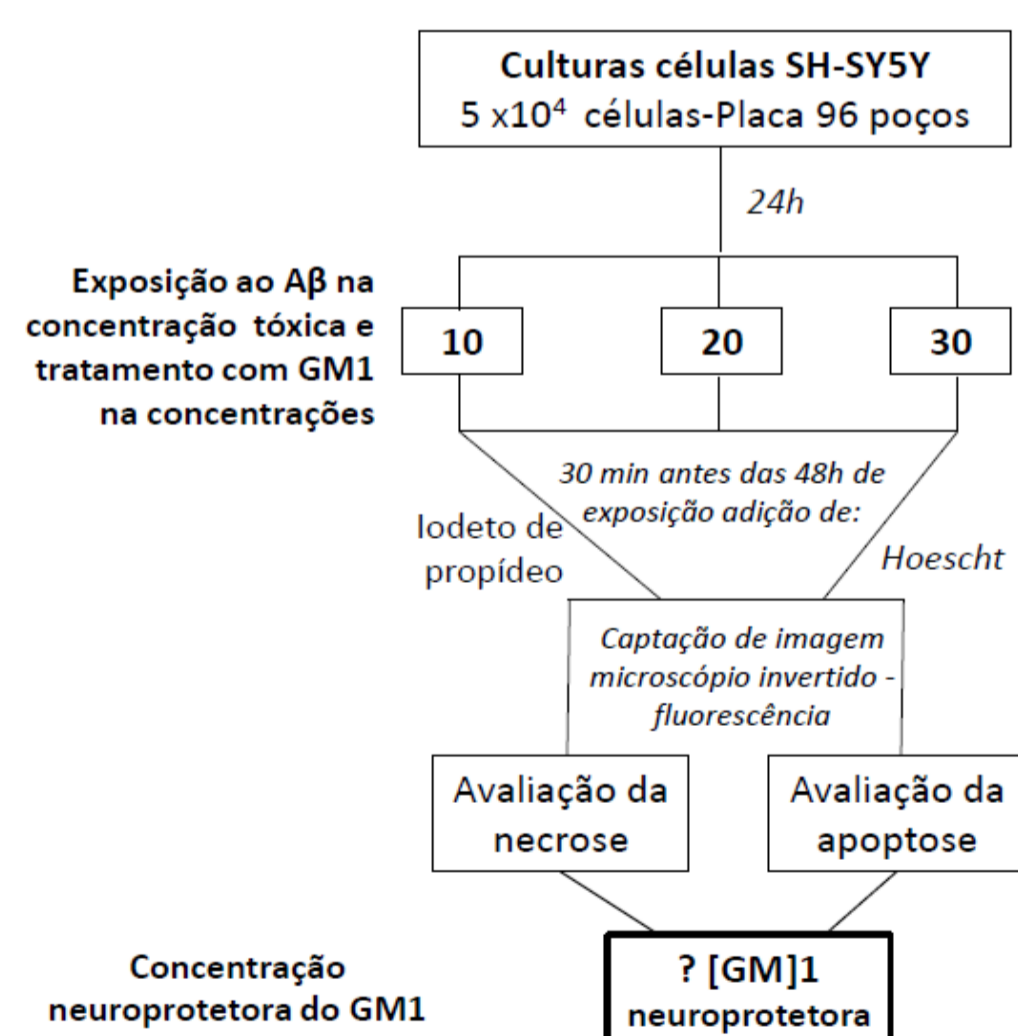 Culturas células SH-SY5Y
5 x10⁴ células-Placa 96 poços
24h
Exposição ao Aβ na
concentração tóxica e
tratamento com GM1
na concentrações
10
20
30
30 min antes das 48h de
exposição adição de:
Iodeto de
propídeo
Hoescht
Captação de imagem
microscópio invertido -
fluorescência
Avaliação da
necrose
Avaliação da
apoptose
Concentração
neuroprotetora do GM1
? [GM]1
neuroprotetora